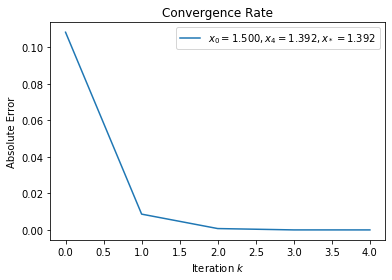 Convergence Rate
x₀ = 1.500, x₄ = 1.392, x* = 1.392
Absolute Error
0.10
0.08
0.06
0.04
0.02
0.00
0.0 0.5 1.0 1.5 2.0 2.5 3.0 3.5 4.0
Iteration k